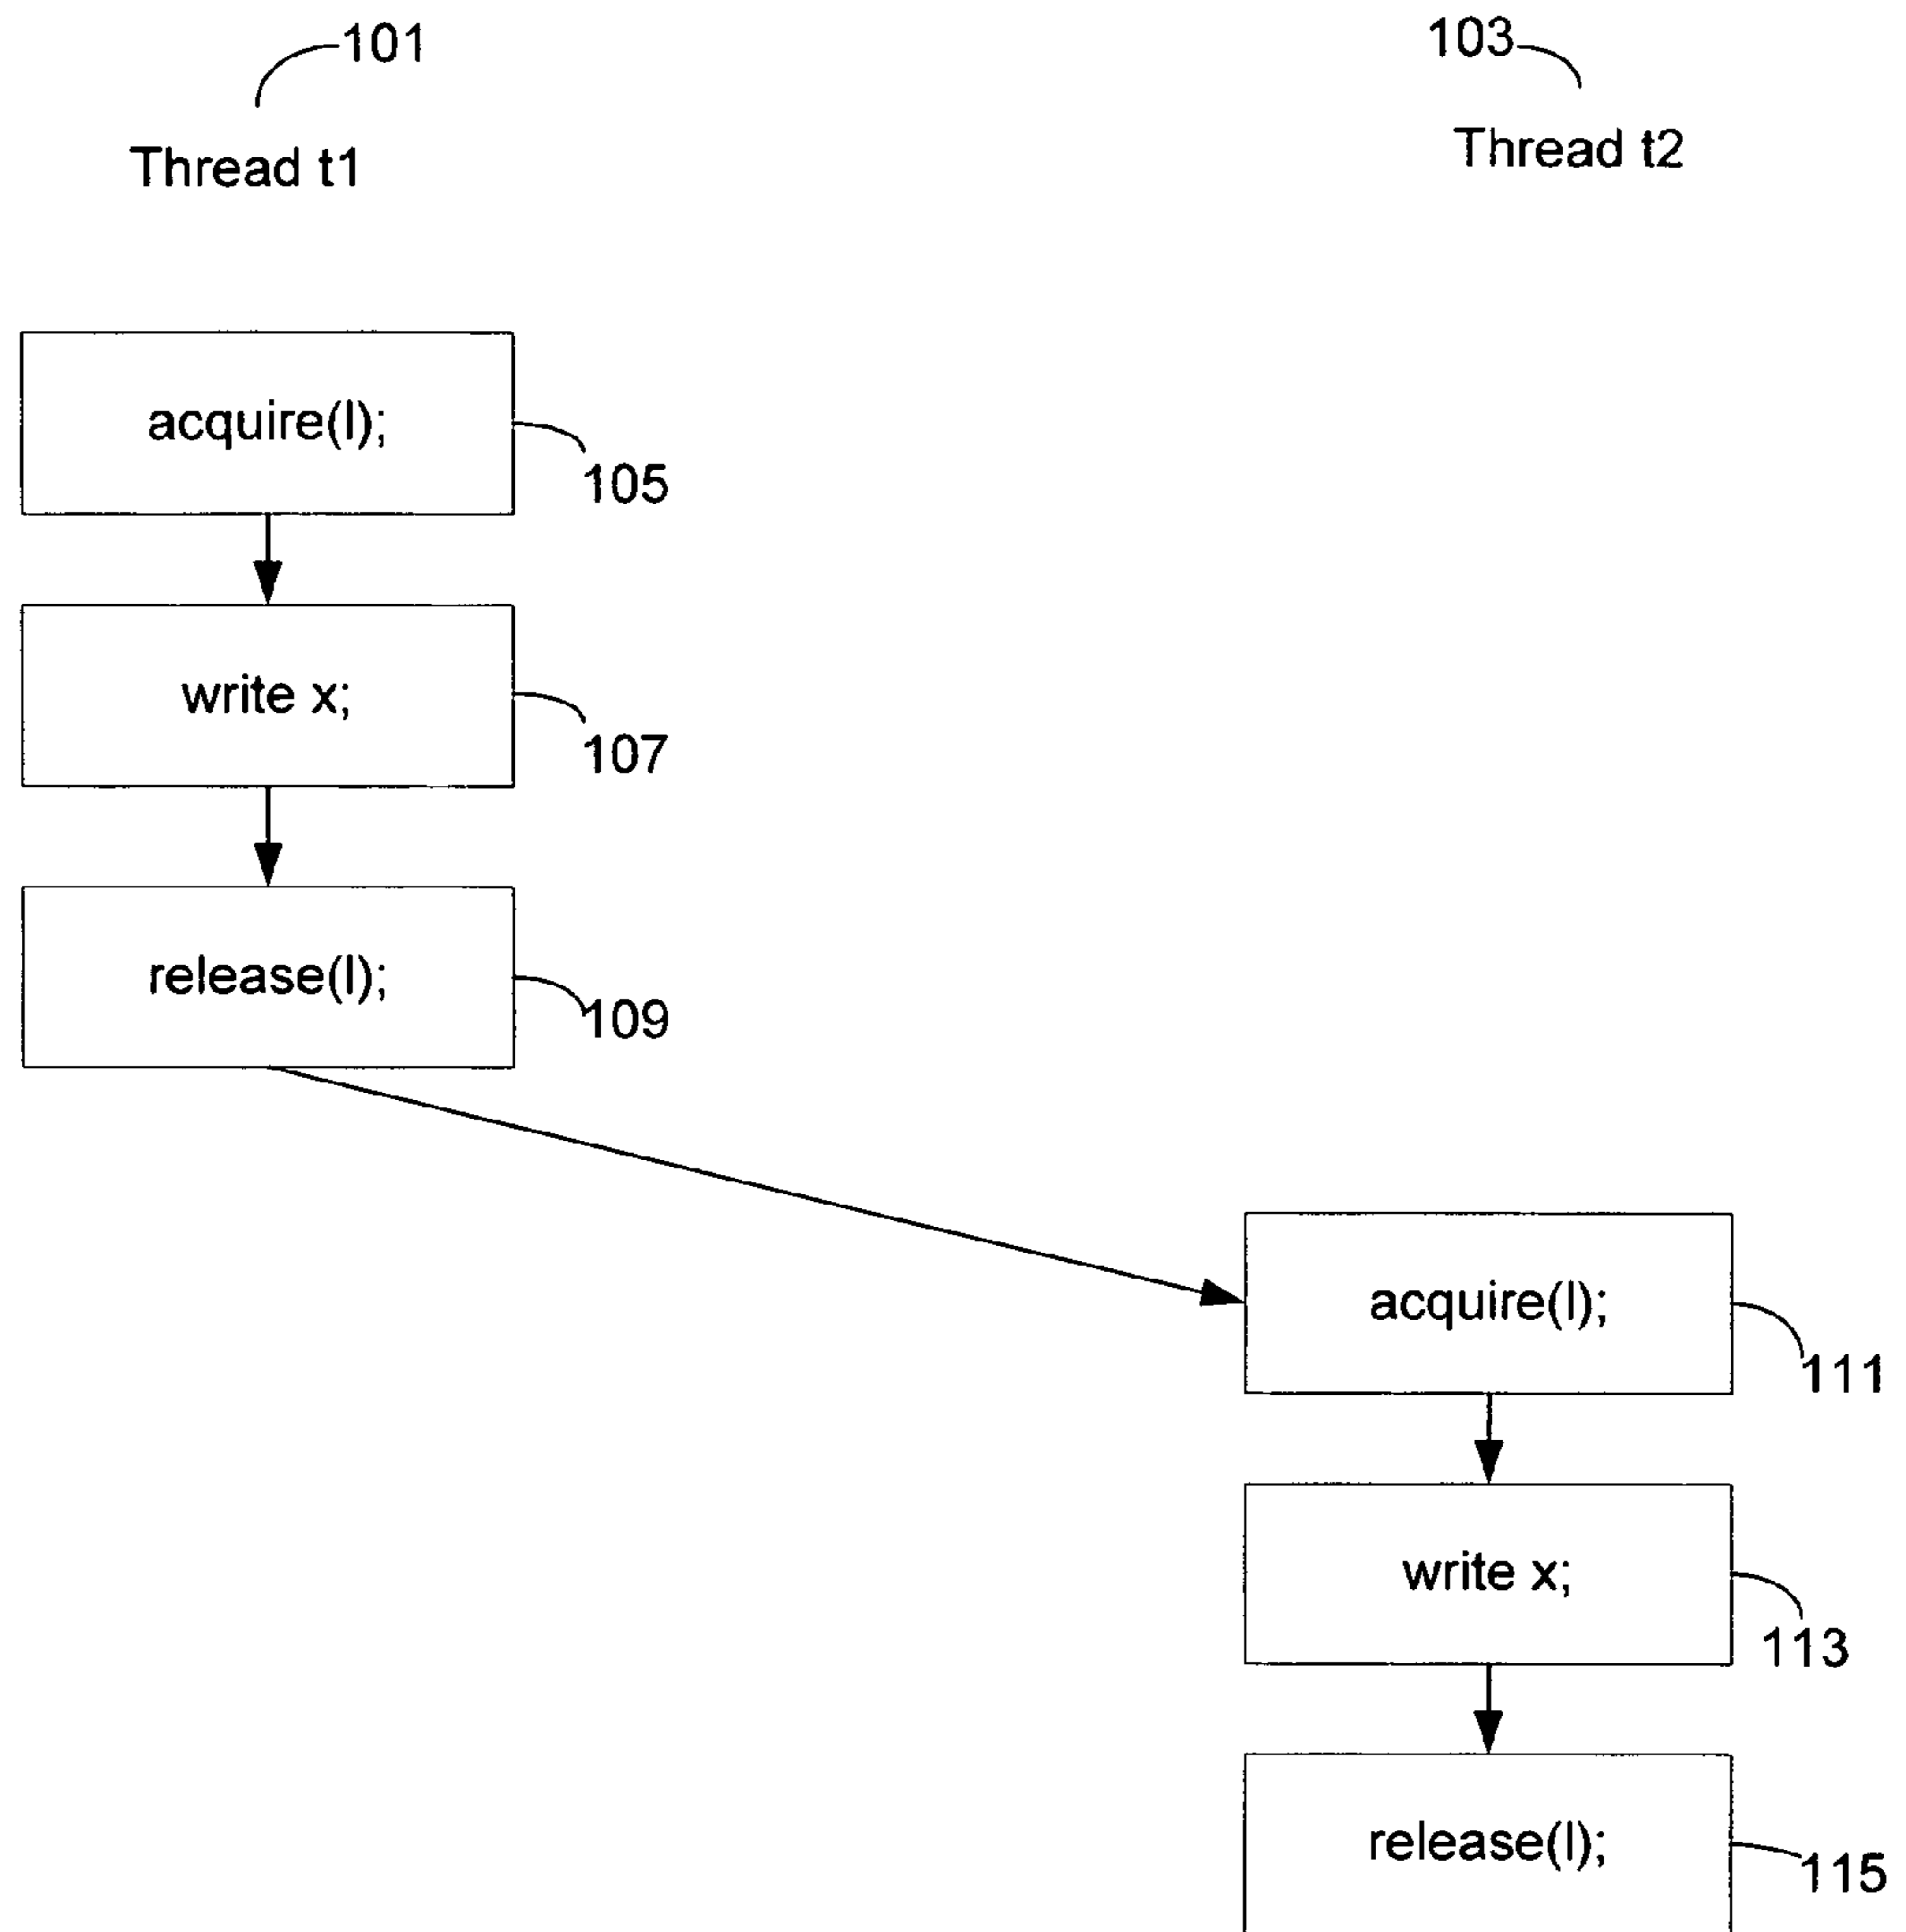 101
103
Thread t1
Thread t2
acquire(l);
105
write x;
107
release(l);
109
acquire(l);
111
write x;
113
release(l);
115